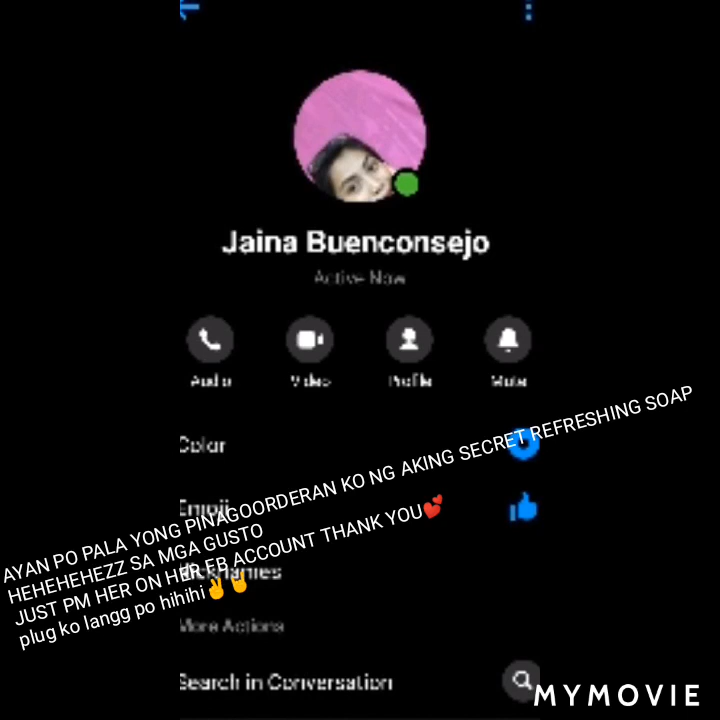 Jaina Buenconsejo
Active Now
Audio Video Profile Mute
Color
AYAN PO PALA YONG PINAGOORDERAN KO NG AKING SECRET REFRESHING SOAP
HEHEHEHEZZ SA MGA GUSTO
JUST PM HER ON HER FB ACCOUNT THANK YOU💕
plug ko langg po hihihi✌🤘
Emoji
Nicknames
More Actions
Search in Conversation
MYMOVIE